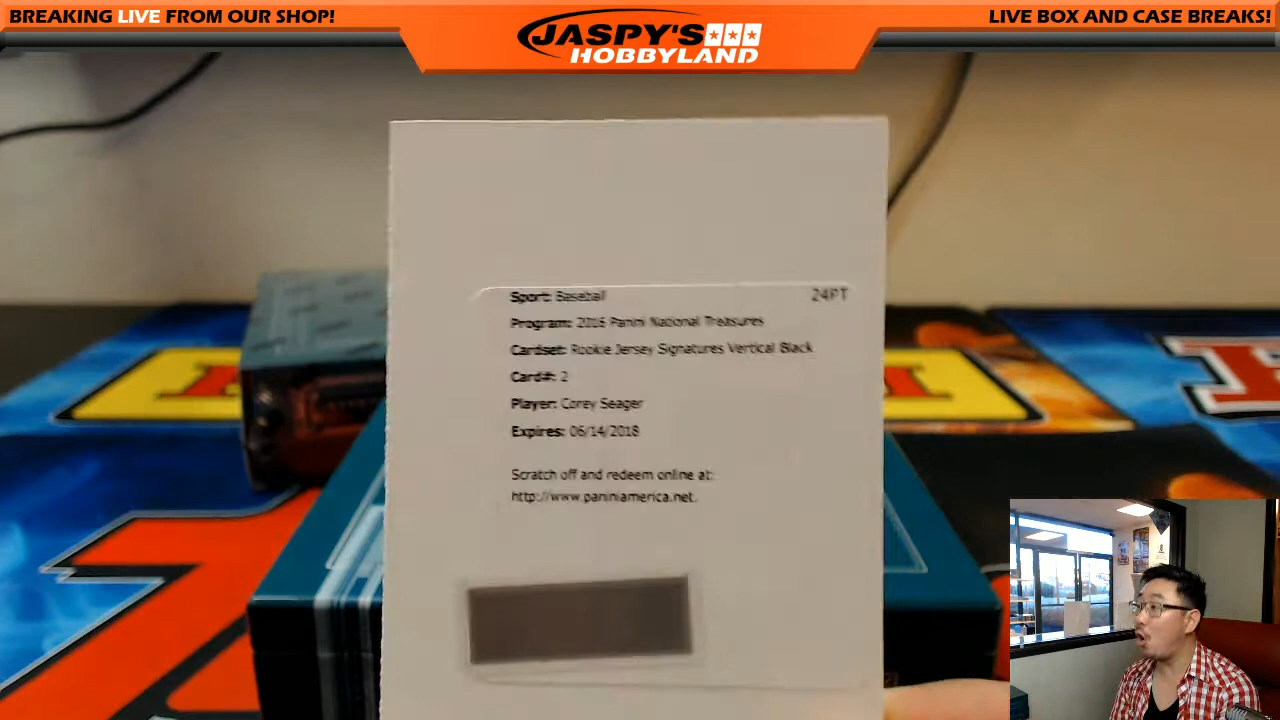 BREAKING LIVE FROM OUR SHOP!
JASPY'S
HOBBYLAND
LIVE BOX AND CASE BREAKS!
Sport: Baseball 24PT
Program: 2016 Panini National Treasures
Cardset: Rookie Jersey Signatures Vertical Black
Card#: 2
Player: Corey Seager
Expires: 06/14/2018
Scratch off and redeem online at:
http://www.paniniamerica.net.